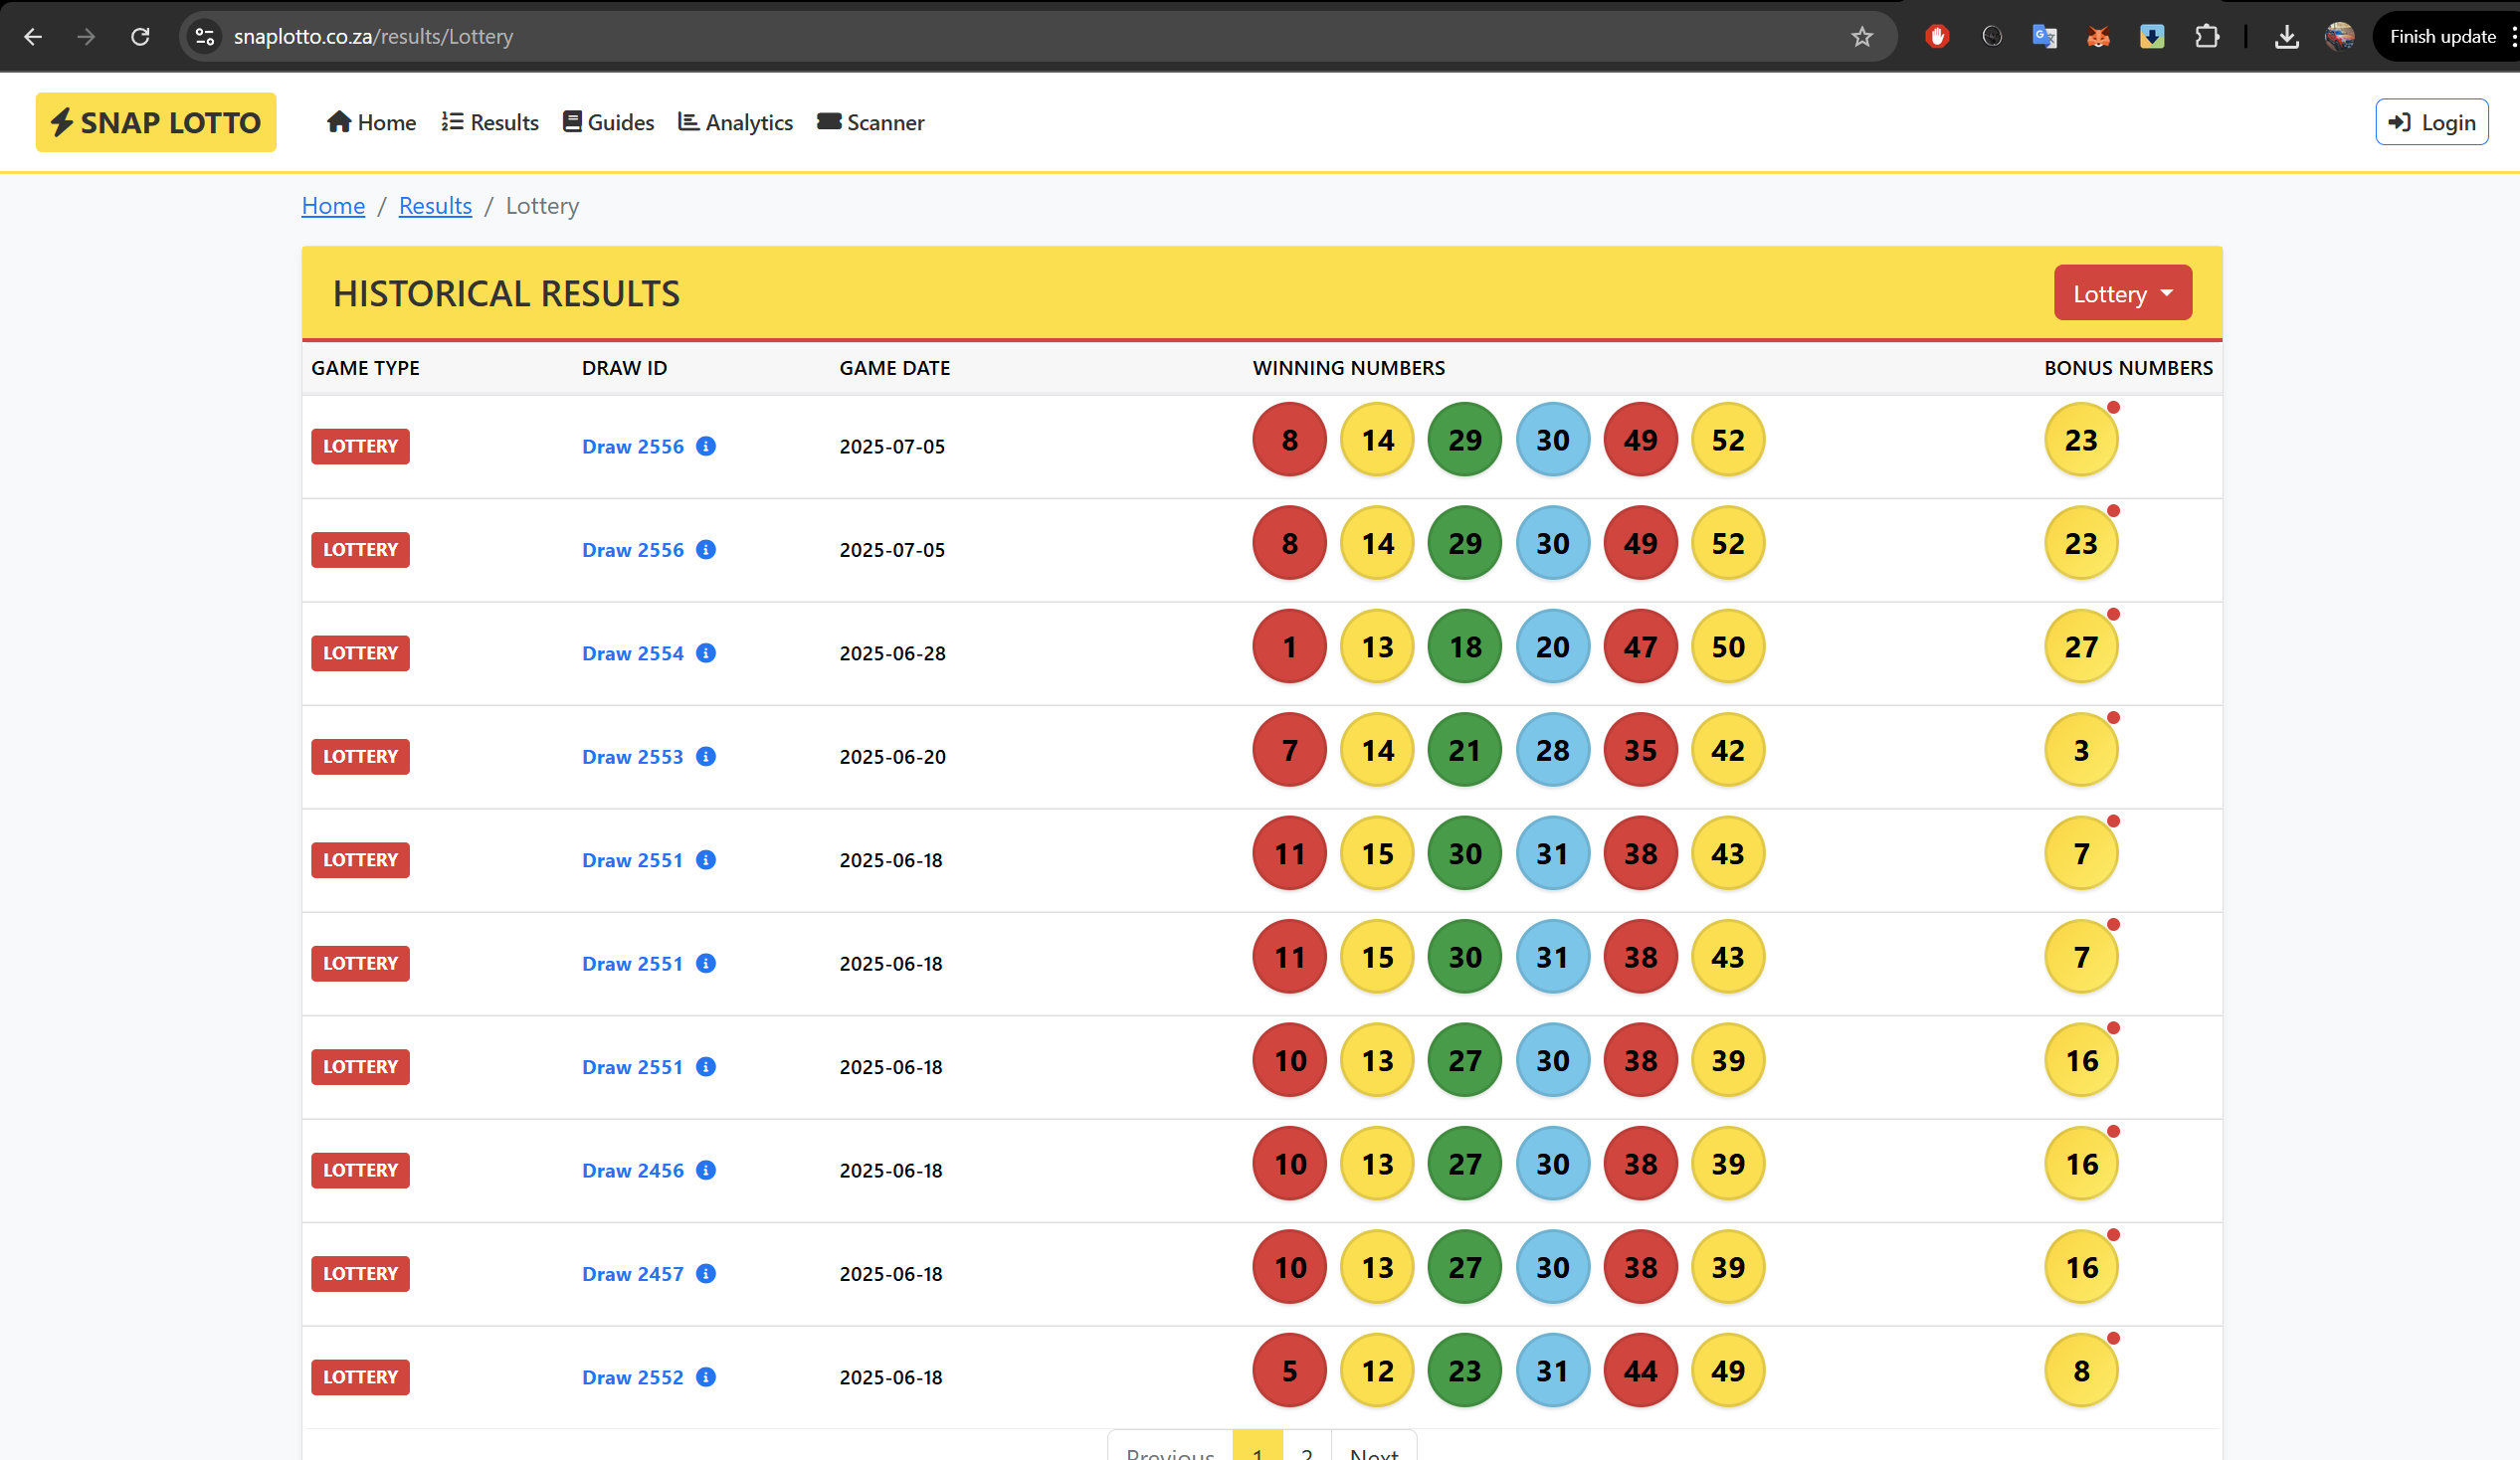 snaplotto.co.za/results/Lottery
Finish update
SNAP LOTTO Home Results Guides Analytics Scanner Login
Home / Results / Lottery
HISTORICAL RESULTS Lottery
GAME TYPE DRAW ID GAME DATE WINNING NUMBERS BONUS NUMBERS
LOTTERY Draw 2556 2025-07-05 8 14 29 30 49 52 23
LOTTERY Draw 2556 2025-07-05 8 14 29 30 49 52 23
LOTTERY Draw 2554 2025-06-28 1 13 18 20 47 50 27
LOTTERY Draw 2553 2025-06-20 7 14 21 28 35 42 3
LOTTERY Draw 2551 2025-06-18 11 15 30 31 38 43 7
LOTTERY Draw 2551 2025-06-18 11 15 30 31 38 43 7
LOTTERY Draw 2551 2025-06-18 10 13 27 30 38 39 16
LOTTERY Draw 2456 2025-06-18 10 13 27 30 38 39 16
LOTTERY Draw 2457 2025-06-18 10 13 27 30 38 39 16
LOTTERY Draw 2552 2025-06-18 5 12 23 31 44 49 8
Previous 1 2 Next